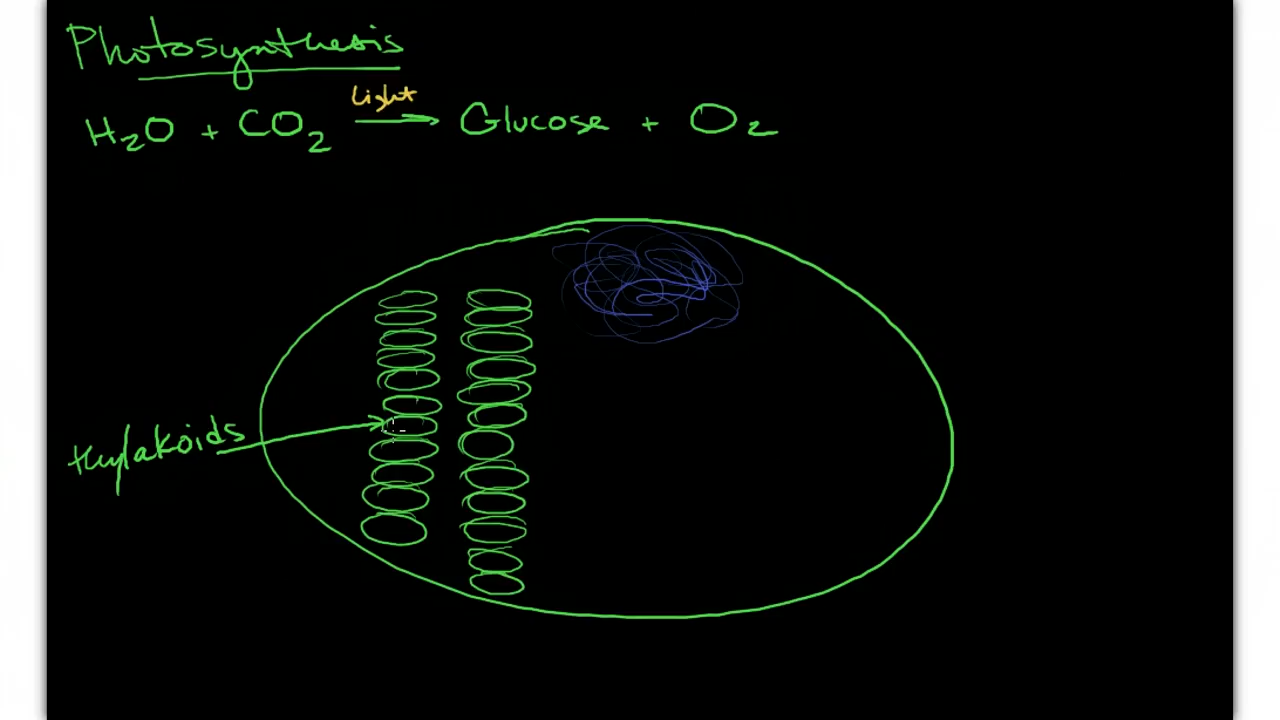 Photosynthesis
Light
H₂O + CO₂ → Glucose + O₂
thylakoids